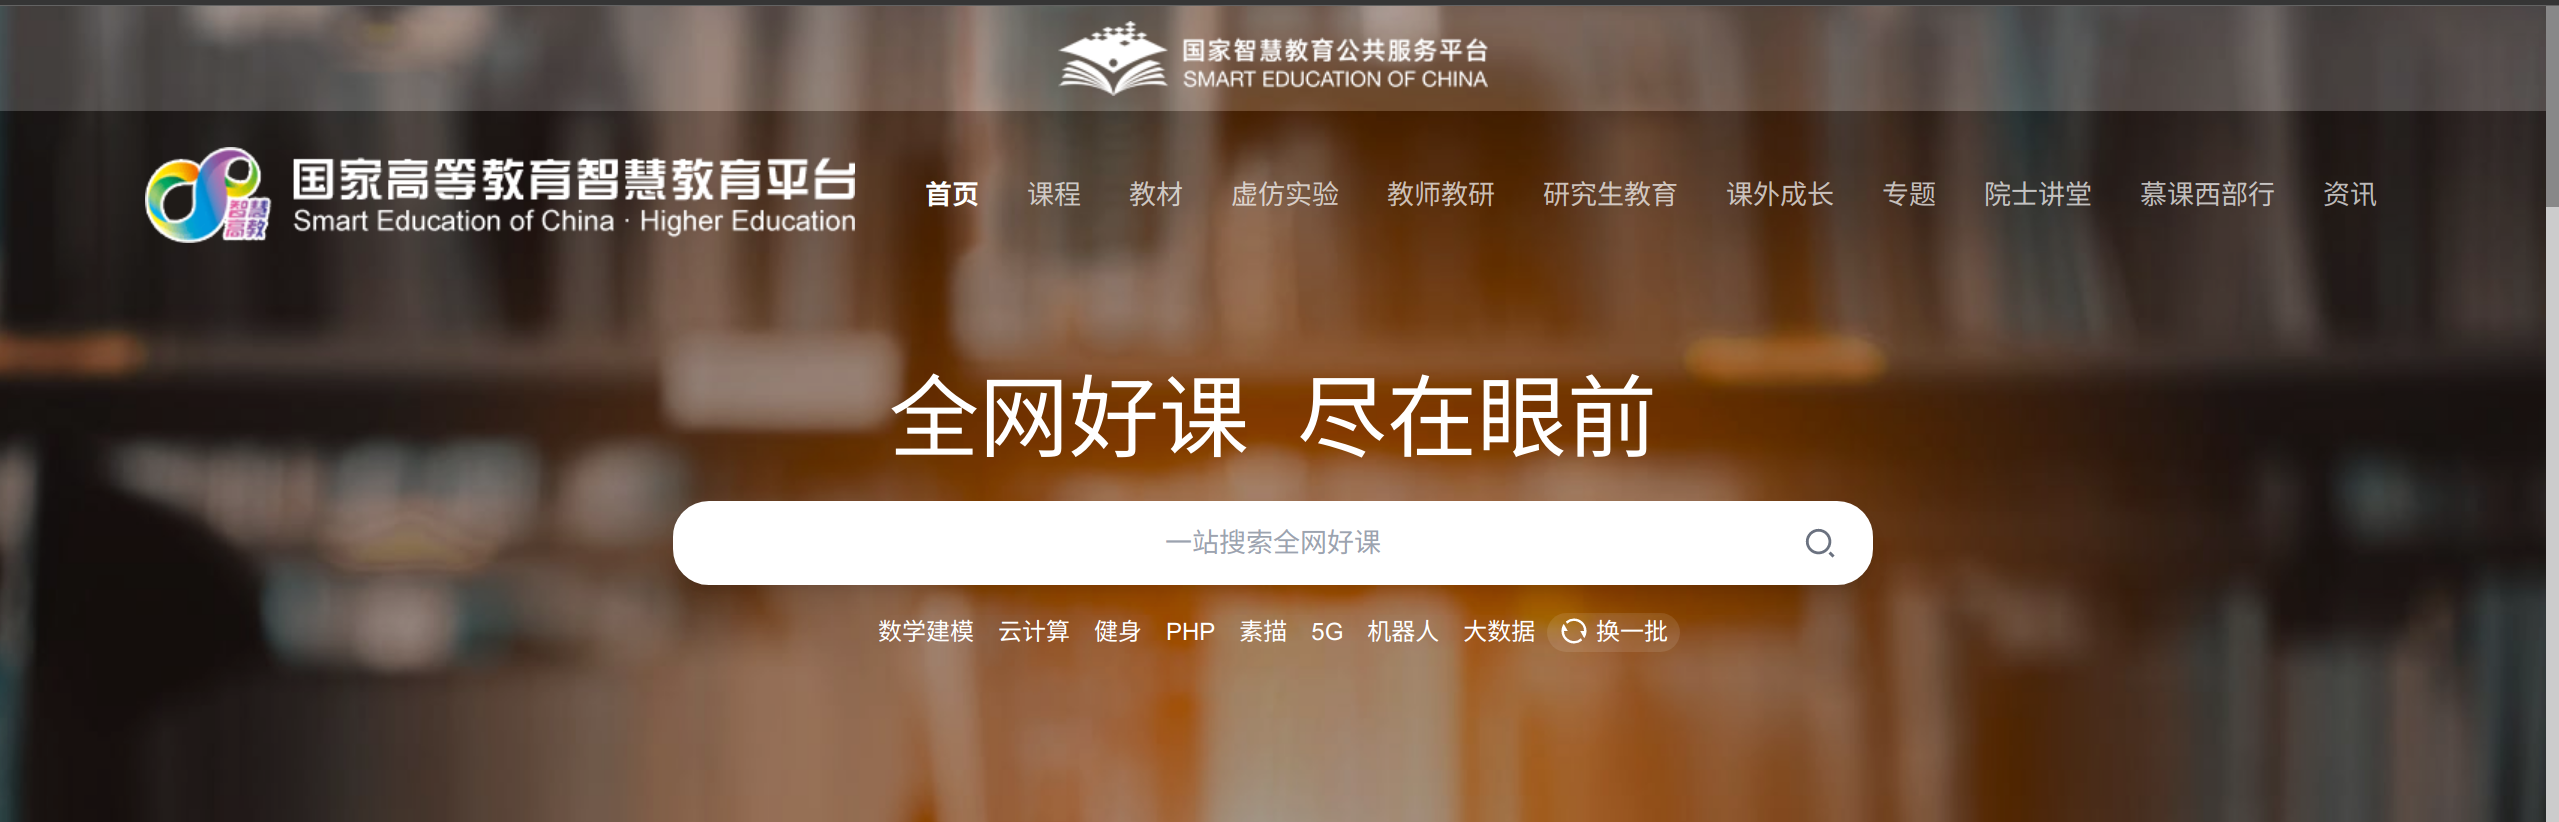 国家智慧教育公共服务平台
SMART EDUCATION OF CHINA
国家高等教育智慧教育平台
Smart Education of China · Higher Education
智慧
高教
首页 课程 教材 虚仿实验 教师教研 研究生教育 课外成长 专题 院士讲堂 慕课西部行 资讯
全网好课 尽在眼前
一站搜索全网好课
数学建模 云计算 健身 PHP 素描 5G 机器人 大数据 换一批